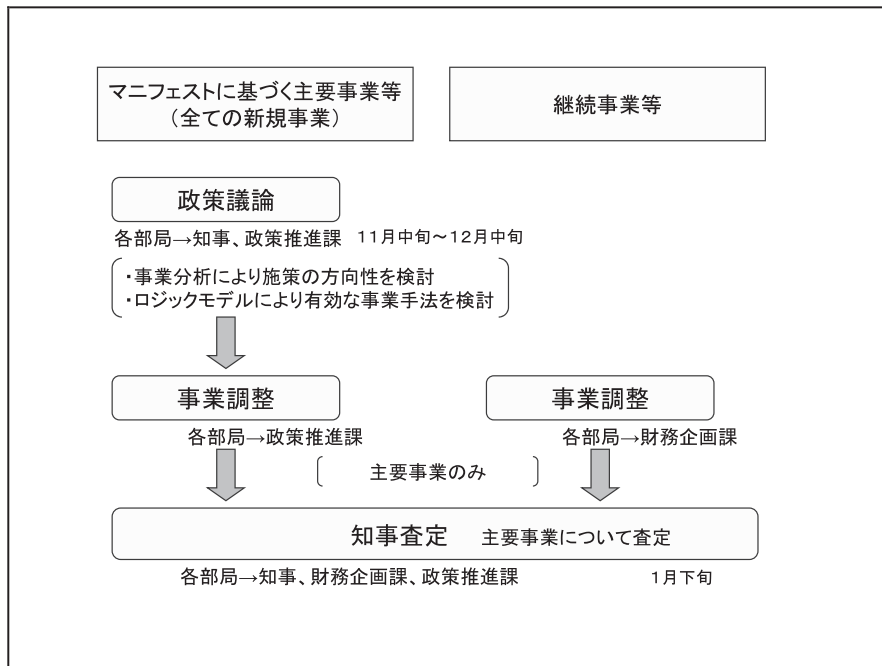 マニフェストに基づく主要事業等
（全ての新規事業）
継続事業等
政策議論
各部局→知事、政策推進課 11月中旬～12月中旬
・事業分析により施策の方向性を検討
・ロジックモデルにより有効な事業手法を検討
事業調整
事業調整
各部局→政策推進課
各部局→財務企画課
主要事業のみ
知事査定 主要事業について査定
各部局→知事、財務企画課、政策推進課 1月下旬